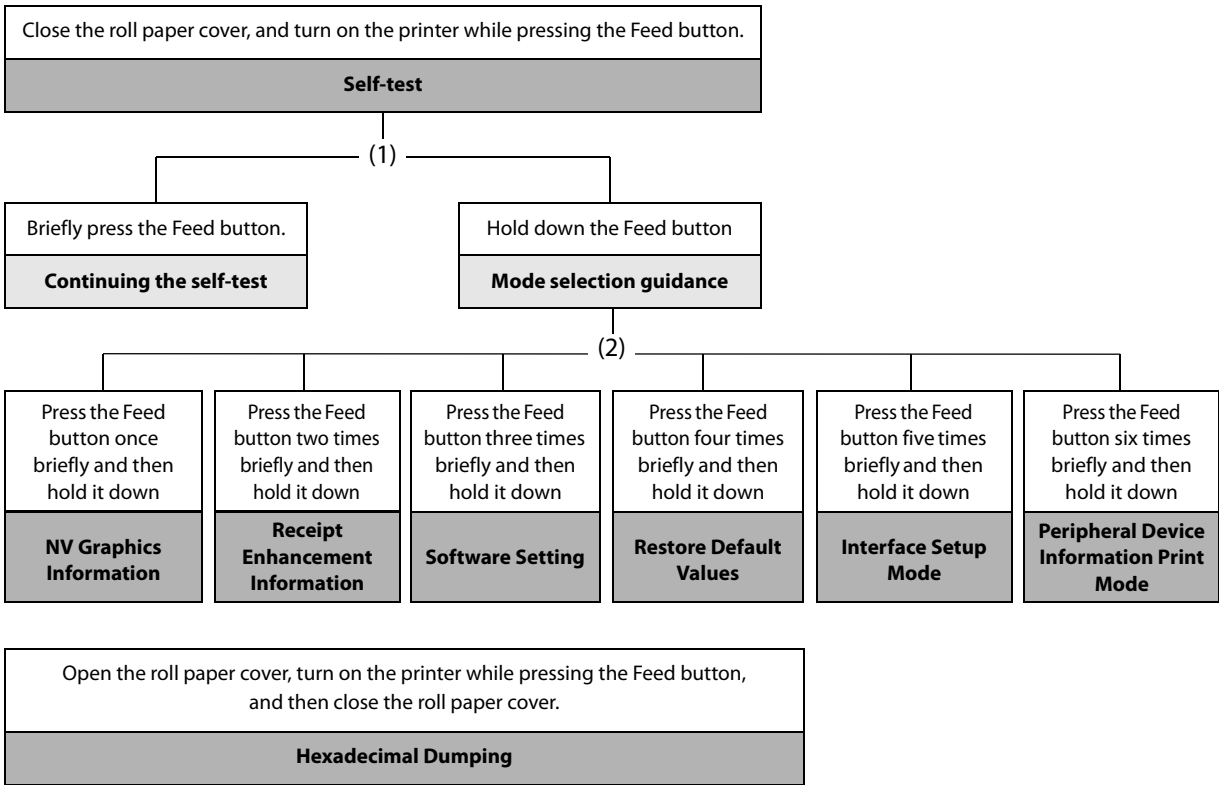 Close the roll paper cover, and turn on the printer while pressing the Feed button.
Self-test
(1)
Briefly press the Feed button.
Continuing the self-test
Hold down the Feed button
Mode selection guidance
(2)
Press the Feed
button once
briefly and then
hold it down
NV Graphics
Information
Press the Feed
button two times
briefly and then
hold it down
Receipt
Enhancement
Information
Press the Feed
button three times
briefly and then
hold it down
Software Setting
Press the Feed
button four times
briefly and then
hold it down
Restore Default
Values
Press the Feed
button five times
briefly and then
hold it down
Interface Setup
Mode
Press the Feed
button six times
briefly and then
hold it down
Peripheral Device
Information Print
Mode
Open the roll paper cover, turn on the printer while pressing the Feed button,
and then close the roll paper cover.
Hexadecimal Dumping